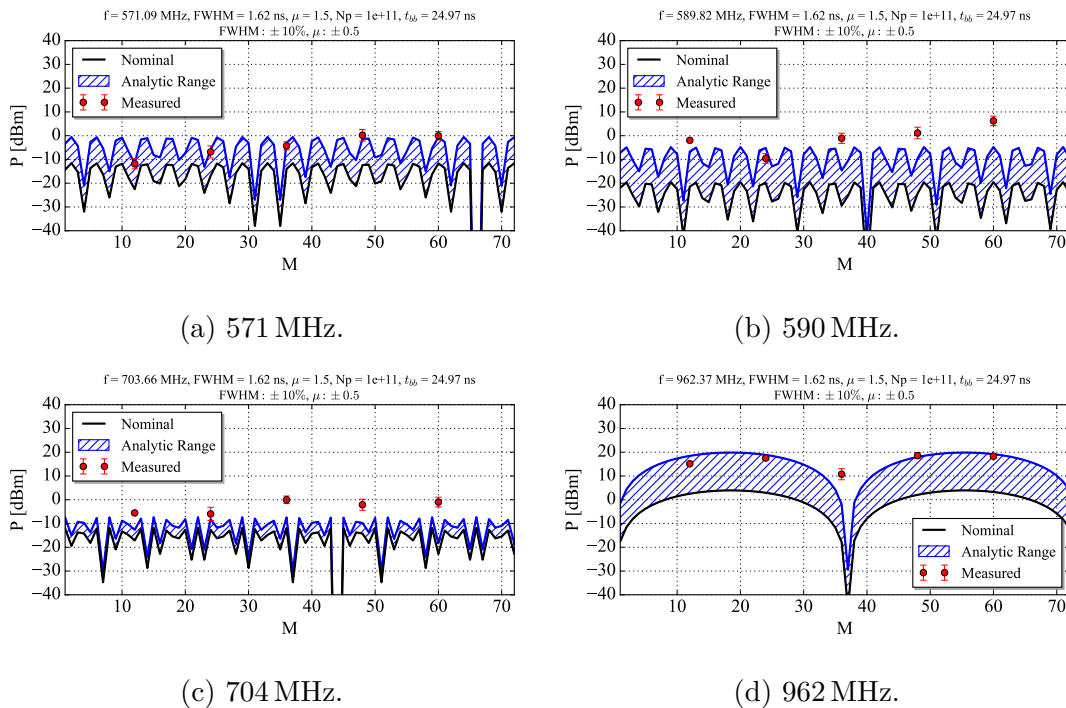 f = 571.09 MHz, FWHM = 1.62 ns, μ = 1.5, Np = 1e+11, t_bb = 24.97 ns
FWHM : ± 10%, μ : ± 0.5
40
30
20
10
0
−10
−20
−30
−40
P [dBm]
Nominal
Analytic Range
Measured
10 20 30 40 50 60 70
M
(a) 571 MHz.
f = 589.82 MHz, FWHM = 1.62 ns, μ = 1.5, Np = 1e+11, t_bb = 24.97 ns
FWHM : ± 10%, μ : ± 0.5
40
30
20
10
0
−10
−20
−30
−40
P [dBm]
Nominal
Analytic Range
Measured
10 20 30 40 50 60 70
M
(b) 590 MHz.
f = 703.66 MHz, FWHM = 1.62 ns, μ = 1.5, Np = 1e+11, t_bb = 24.97 ns
FWHM : ± 10%, μ : ± 0.5
40
30
20
10
0
−10
−20
−30
−40
P [dBm]
Nominal
Analytic Range
Measured
10 20 30 40 50 60 70
M
(c) 704 MHz.
f = 962.37 MHz, FWHM = 1.62 ns, μ = 1.5, Np = 1e+11, t_bb = 24.97 ns
FWHM : ± 10%, μ : ± 0.5
40
30
20
10
0
−10
−20
−30
−40
P [dBm]
Nominal
Analytic Range
Measured
10 20 30 40 50 60 70
M
(d) 962 MHz.